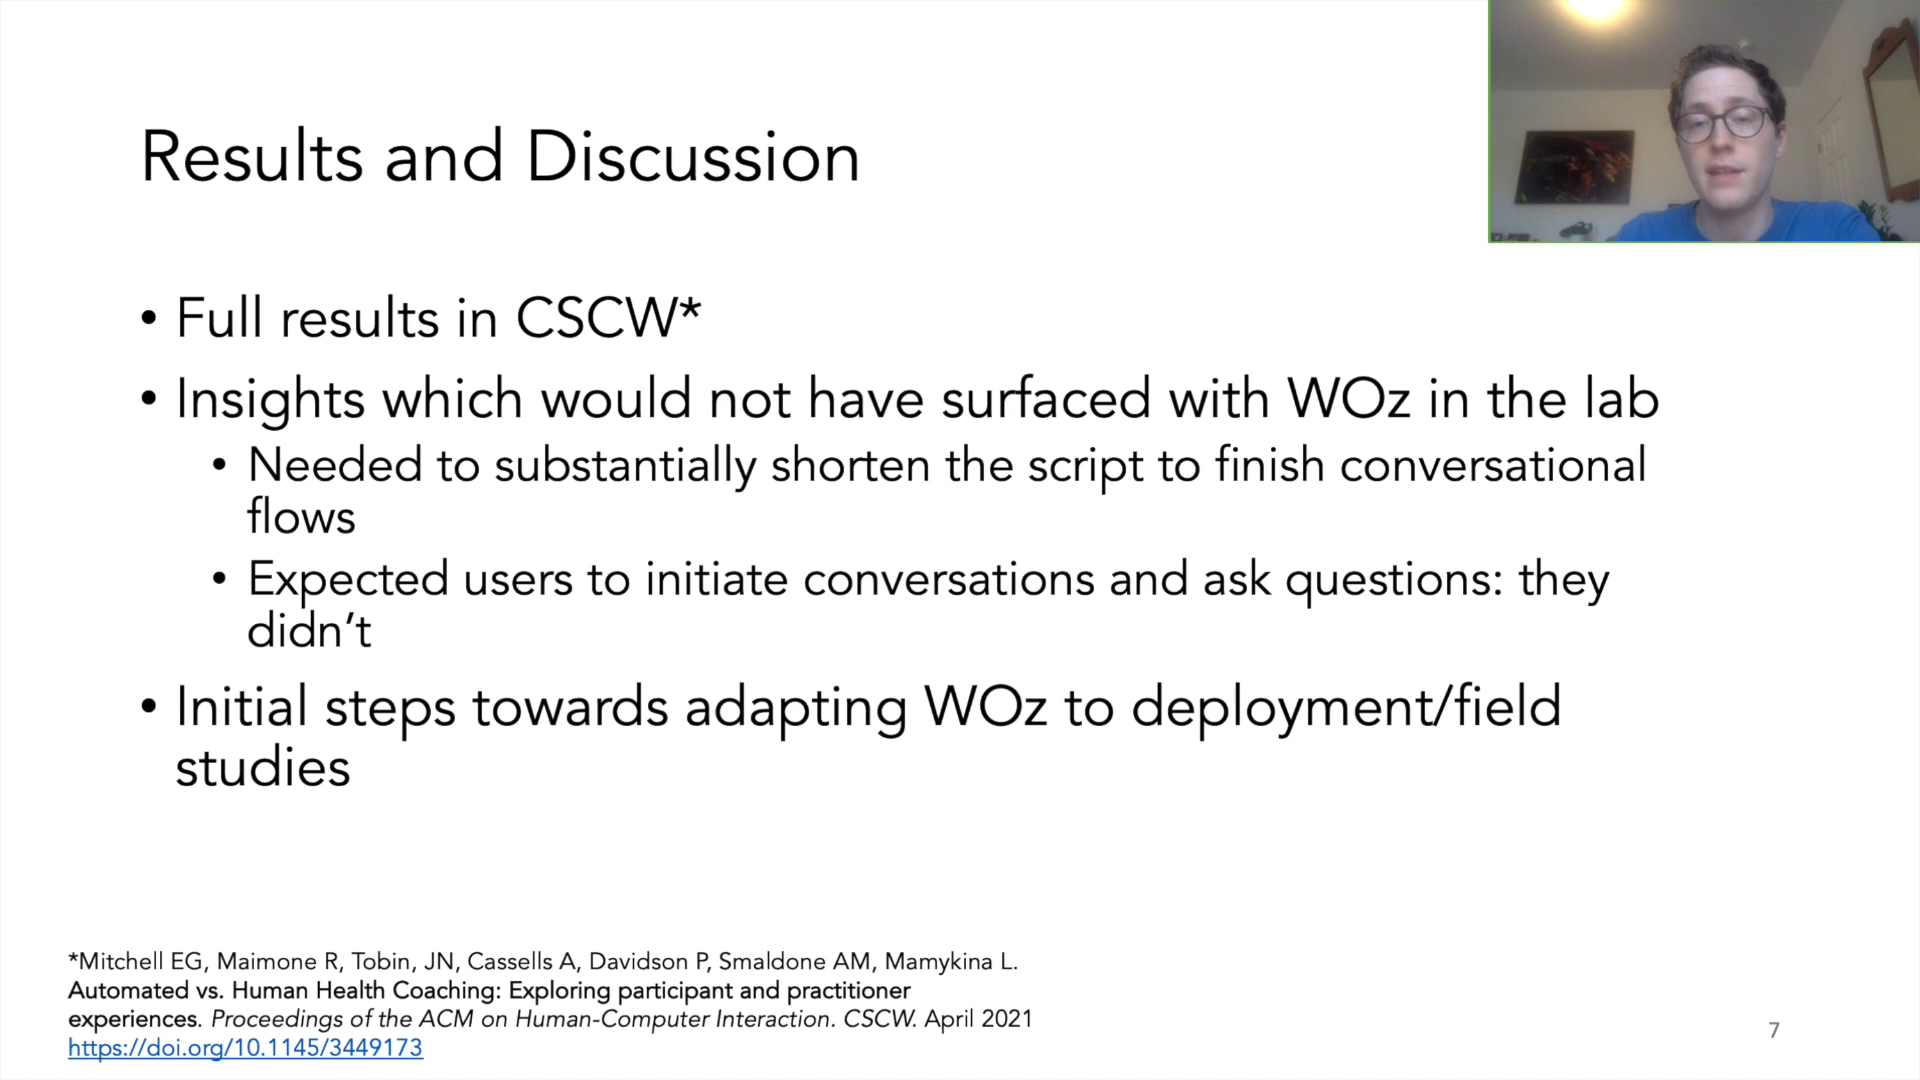 Results and Discussion
• Full results in CSCW*
• Insights which would not have surfaced with WOz in the lab
• Needed to substantially shorten the script to finish conversational
flows
• Expected users to initiate conversations and ask questions: they
didn’t
• Initial steps towards adapting WOz to deployment/field
studies
*Mitchell EG, Maimone R, Tobin, JN, Cassells A, Davidson P, Smaldone AM, Mamykina L.
Automated vs. Human Health Coaching: Exploring participant and practitioner
experiences. Proceedings of the ACM on Human-Computer Interaction. CSCW. April 2021
https://doi.org/10.1145/3449173
7